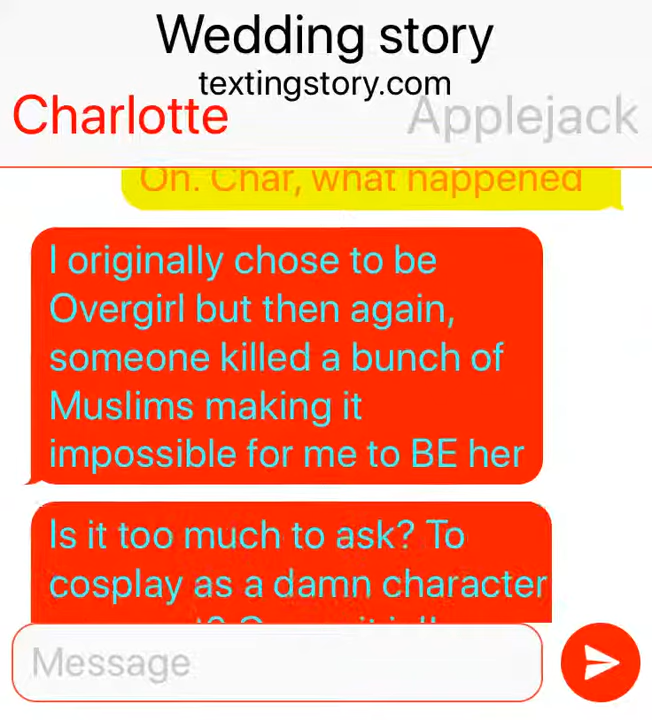 Wedding story
textingstory.com
Charlotte
Applejack
Oh. Char, what happened
I originally chose to be
Overgirl but then again,
someone killed a bunch of
Muslims making it
impossible for me to BE her
Is it too much to ask? To
cosplay as a damn character
Message